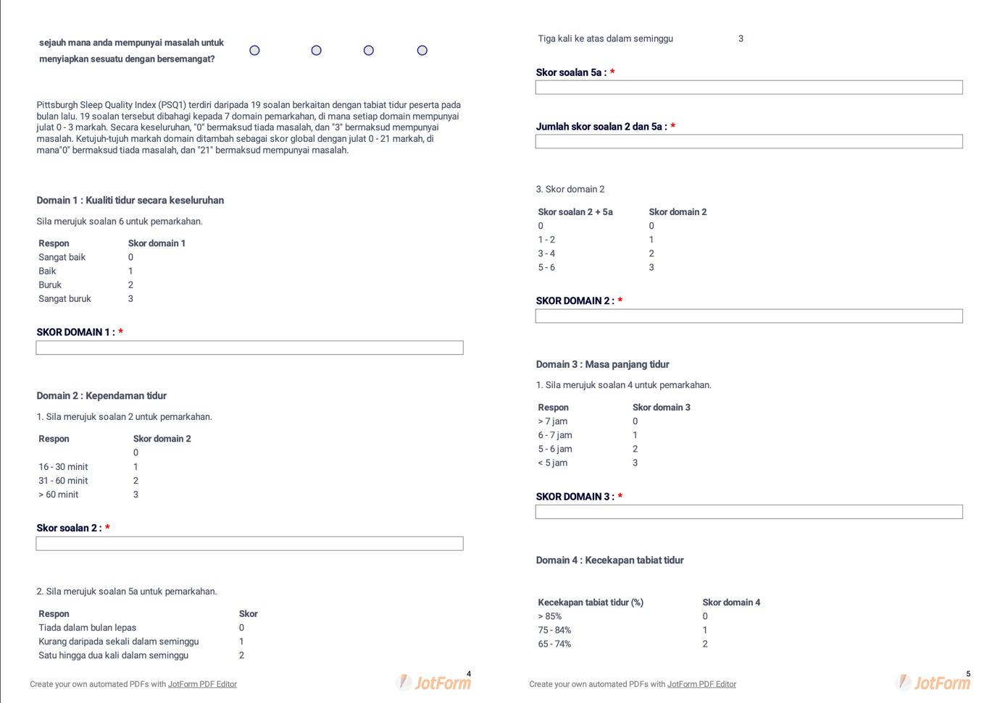 sejauh mana anda mempunyai masalah untuk
menyiapkan sesuatu dengan bersemangat?
Pittsburgh Sleep Quality Index (PSQ1) terdiri daripada 19 soalan berkaitan dengan tabiat tidur peserta pada
bulan lalu. 19 soalan tersebut dibahagi kepada 7 domain pemarkahan, di mana setiap domain mempunyai
julat 0 - 3 markah. Secara keseluruhan, "0" bermaksud tiada masalah, dan "3" bermaksud mempunyai
masalah. Ketujuh-tujuh markah domain ditambah sebagai skor global dengan julat 0 - 21 markah, di
mana"0" bermaksud tiada masalah, dan "21" bermaksud mempunyai masalah.
Domain 1 : Kualiti tidur secara keseluruhan
Sila merujuk soalan 6 untuk pemarkahan.
Respon Skor domain 1
Sangat baik 0
Baik 1
Buruk 2
Sangat buruk 3
SKOR DOMAIN 1 : *
Domain 2 : Kependaman tidur
1. Sila merujuk soalan 2 untuk pemarkahan.
Respon Skor domain 2
0
16 - 30 minit 1
31 - 60 minit 2
> 60 minit 3
Skor soalan 2 : *
2. Sila merujuk soalan 5a untuk pemarkahan.
Respon Skor
Tiada dalam bulan lepas 0
Kurang daripada sekali dalam seminggu 1
Satu hingga dua kali dalam seminggu 2
Create your own automated PDFs with JotForm PDF Editor
JotForm
4
Tiga kali ke atas dalam seminggu 3
Skor soalan 5a : *
Jumlah skor soalan 2 dan 5a : *
3. Skor domain 2
Skor soalan 2 + 5a Skor domain 2
0 0
1 - 2 1
3 - 4 2
5 - 6 3
SKOR DOMAIN 2 : *
Domain 3 : Masa panjang tidur
1. Sila merujuk soalan 4 untuk pemarkahan.
Respon Skor domain 3
> 7 jam 0
6 - 7 jam 1
5 - 6 jam 2
< 5 jam 3
SKOR DOMAIN 3 : *
Domain 4 : Kecekapan tabiat tidur
Kecekapan tabiat tidur (%) Skor domain 4
> 85% 0
75 - 84% 1
65 - 74% 2
Create your own automated PDFs with JotForm PDF Editor
JotForm
5